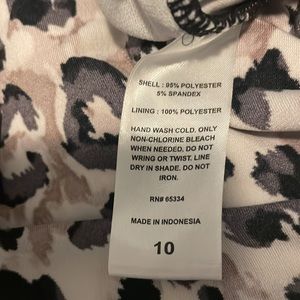 SHELL : 95% POLYESTER
5% SPANDEX
LINING : 100% POLYESTER
HAND WASH COLD. ONLY
NON-CHLORINE BLEACH
WHEN NEEDED. DO NOT
WRING OR TWIST. LINE
DRY IN SHADE. DO NOT
IRON.
RN# 65334
MADE IN INDONESIA
10